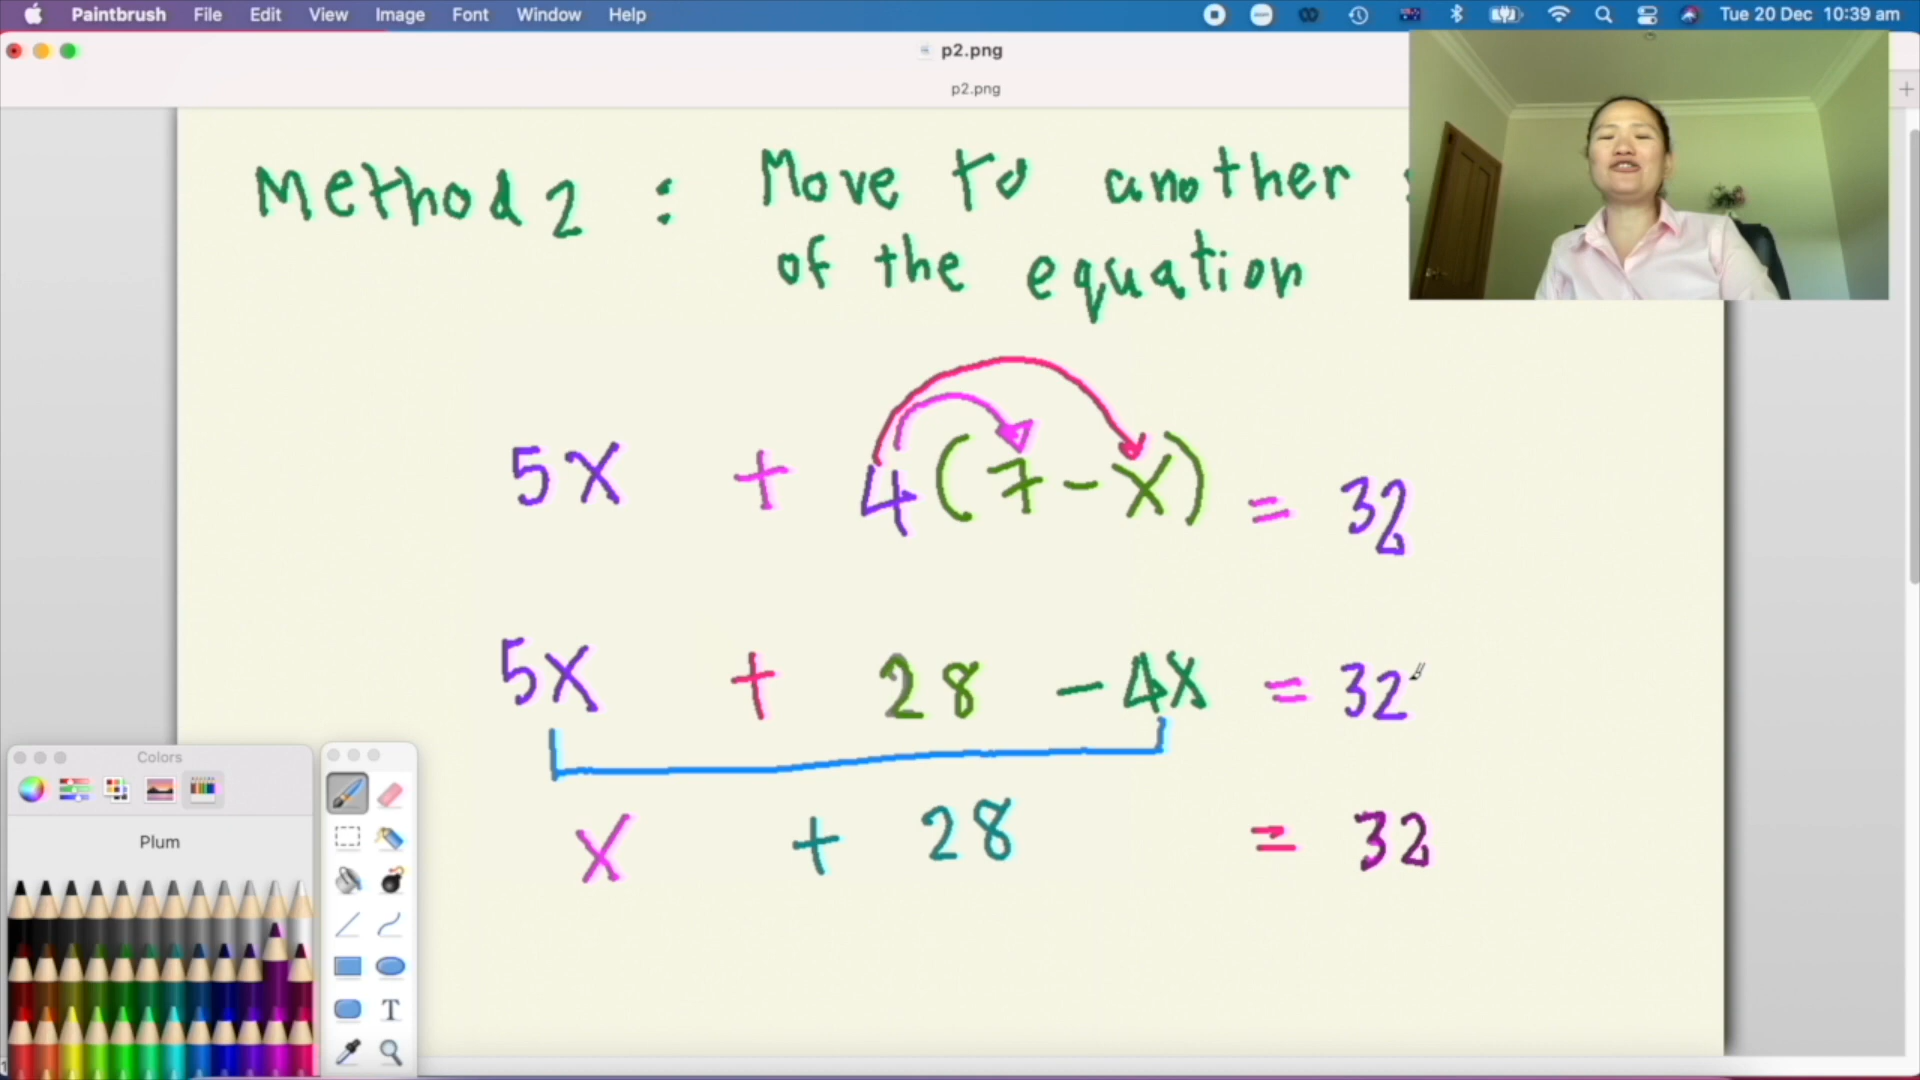 Paintbrush File Edit View Image Font Window Help Tue 20 Dec 10:39 am
p2.png
p2.png
Method 2 : Move to another
of the equation
5x + 4(7-x) = 32
5x + 28 - 4x = 32
x + 28 = 32
Colors
Plum
T